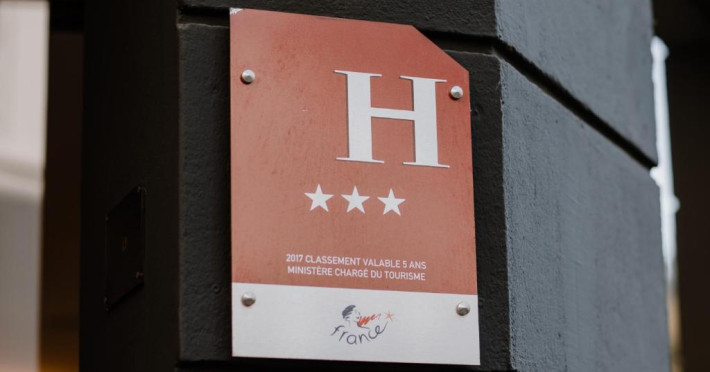 H
2017 CLASSEMENT VALABLE 5 ANS
MINISTÈRE CHARGÉ DU TOURISME
france